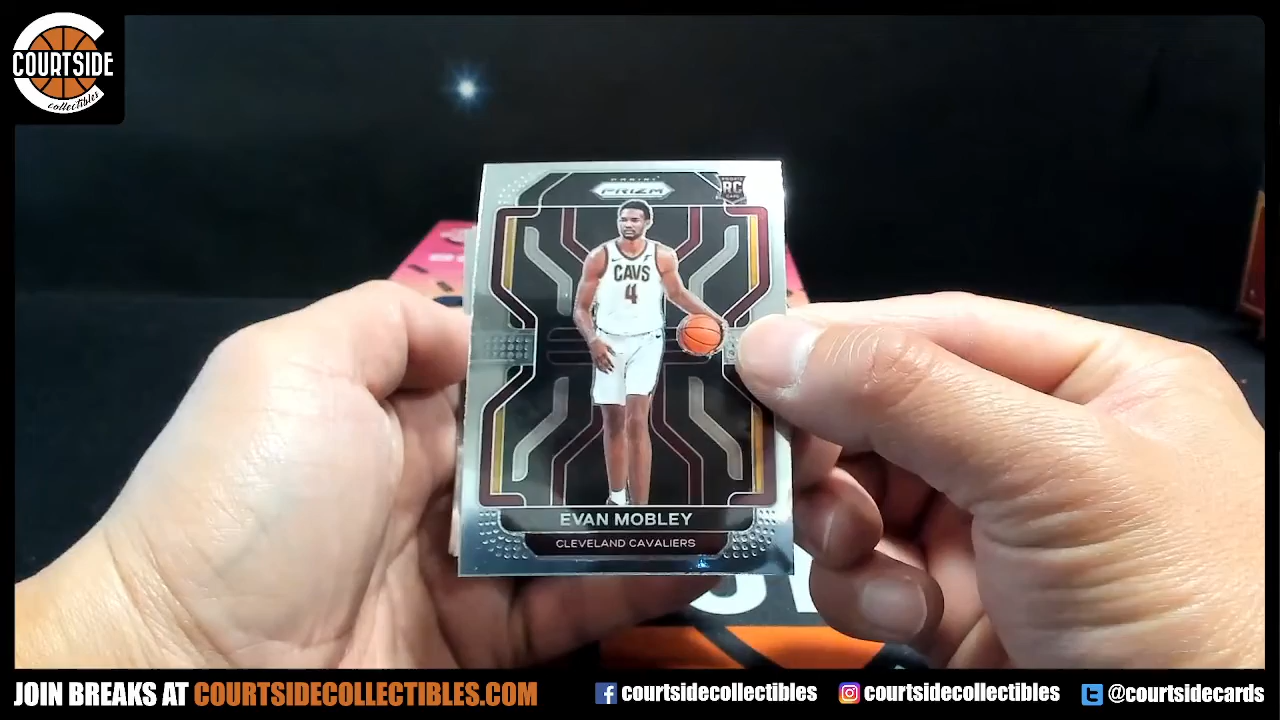 COURTSIDE
collectibles
PANINI
PRIZM
RC
CAVS
4
EVAN MOBLEY
CLEVELAND CAVALIERS
JOIN BREAKS AT COURTSIDECOLLECTIBLES.COM
courtsidecollectibles
courtsidecollectibles
@courtsidecards